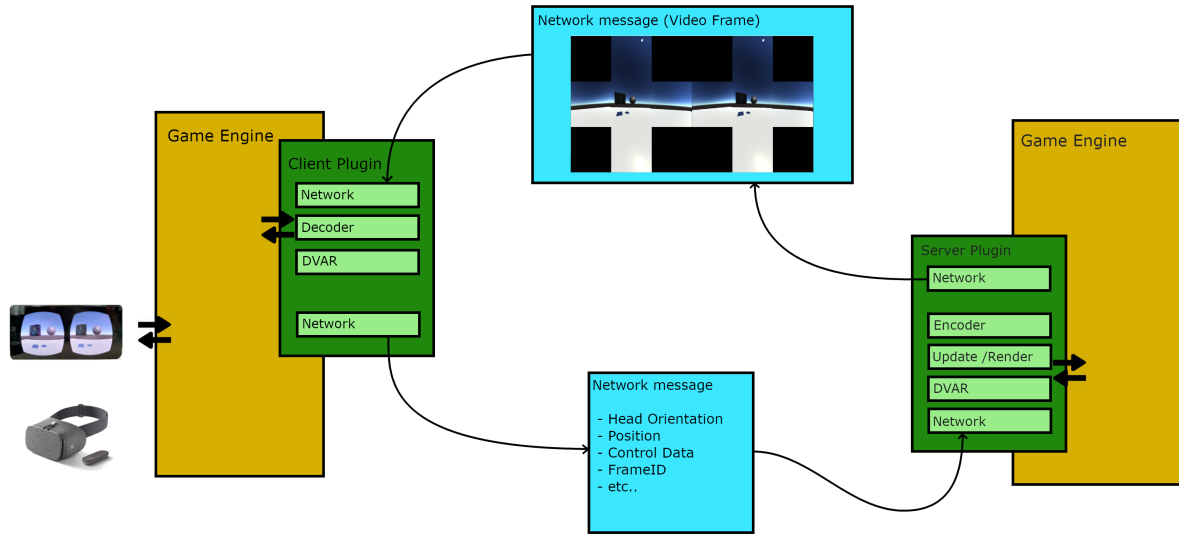 Network message (Video Frame)
Game Engine
Client Plugin
Network
Decoder
DVAR
Network
Network message
- Head Orientation
- Position
- Control Data
- FrameID
- etc..
Game Engine
Server Plugin
Network
Encoder
Update /Render
DVAR
Network